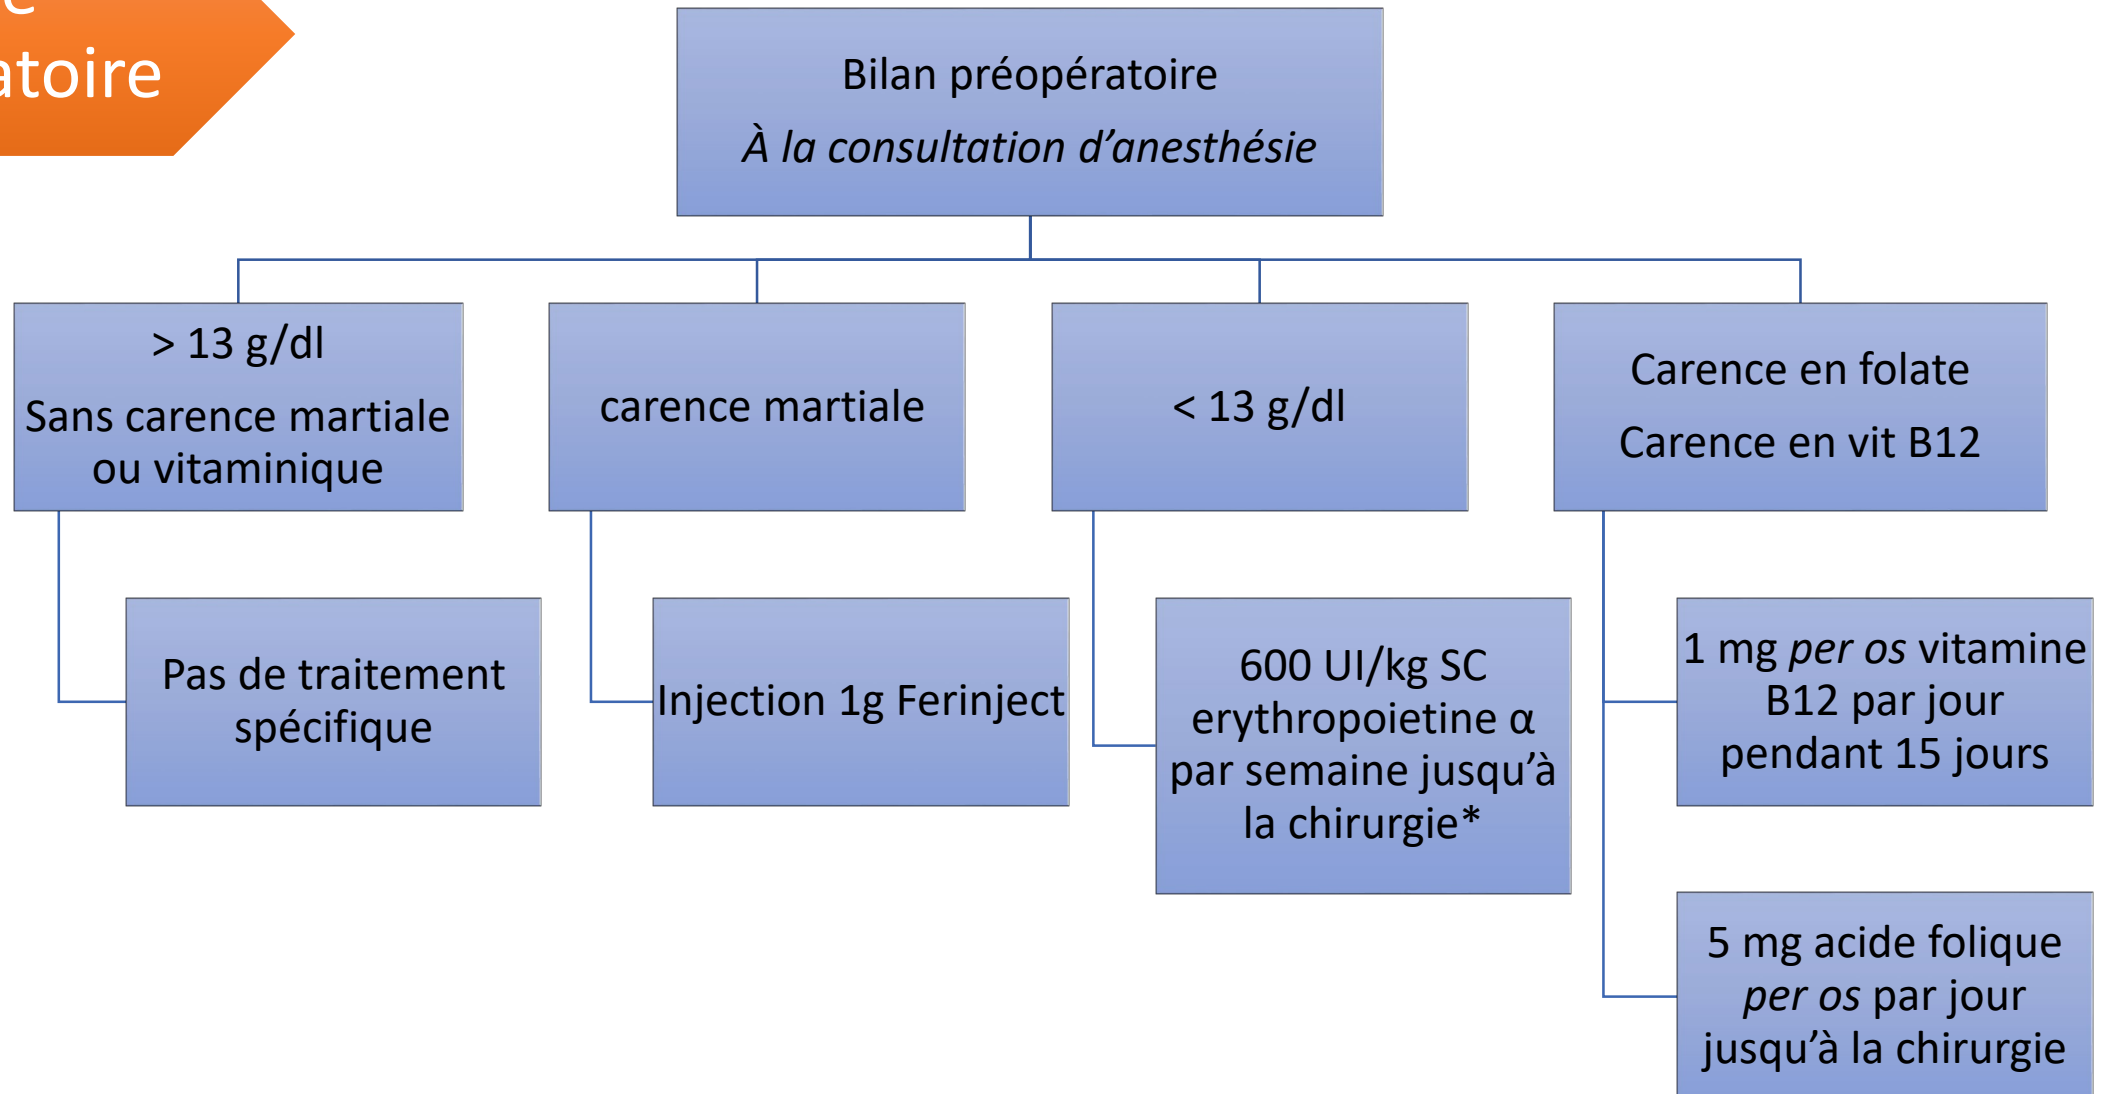 Bilan préopératoire
À la consultation d’anesthésie
> 13 g/dl
Sans carence martiale
ou vitaminique
carence martiale
< 13 g/dl
Carence en folate
Carence en vit B12
Pas de traitement
spécifique
Injection 1g Ferinject
600 UI/kg SC
erythropoietine α
par semaine jusqu’à
la chirurgie*
1 mg per os vitamine
B12 par jour
pendant 15 jours
5 mg acide folique
per os par jour
jusqu’à la chirurgie